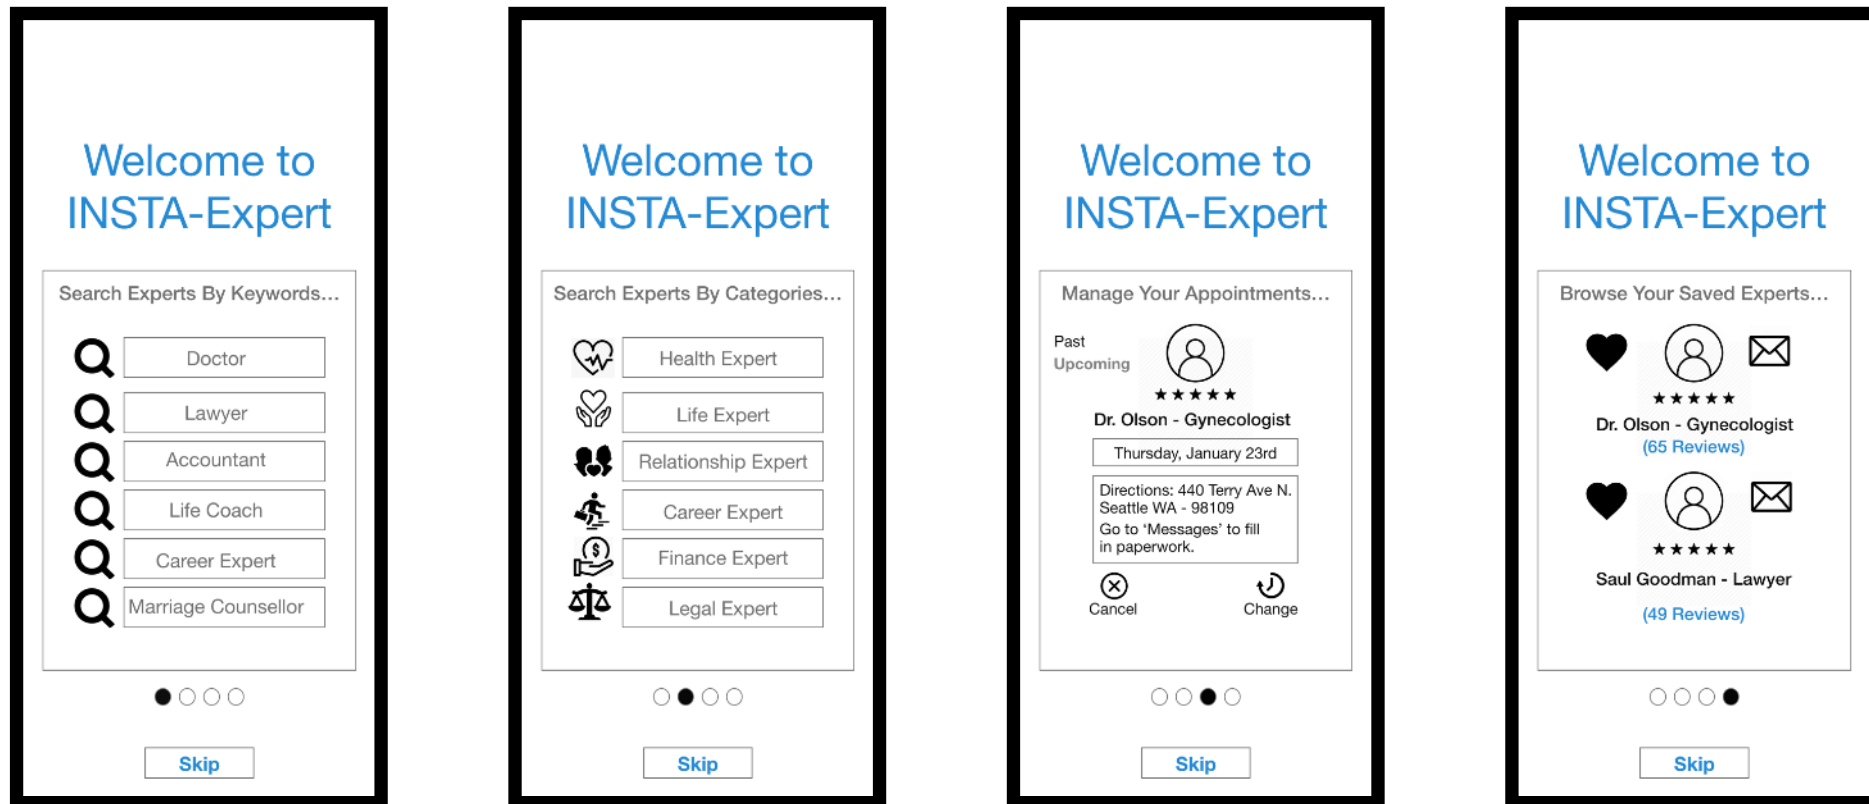 Welcome to
INSTA-Expert
Search Experts By Keywords...
Doctor
Lawyer
Accountant
Life Coach
Career Expert
Marriage Counsellor
Skip
Welcome to
INSTA-Expert
Search Experts By Categories...
Health Expert
Life Expert
Relationship Expert
Career Expert
Finance Expert
Legal Expert
Skip
Welcome to
INSTA-Expert
Manage Your Appointments...
Past
Upcoming
Dr. Olson - Gynecologist
Thursday, January 23rd
Directions: 440 Terry Ave N.
Seattle WA - 98109
Go to ‘Messages’ to fill
in paperwork.
Cancel
Change
Skip
Welcome to
INSTA-Expert
Browse Your Saved Experts...
Dr. Olson - Gynecologist
(65 Reviews)
Saul Goodman - Lawyer
(49 Reviews)
Skip